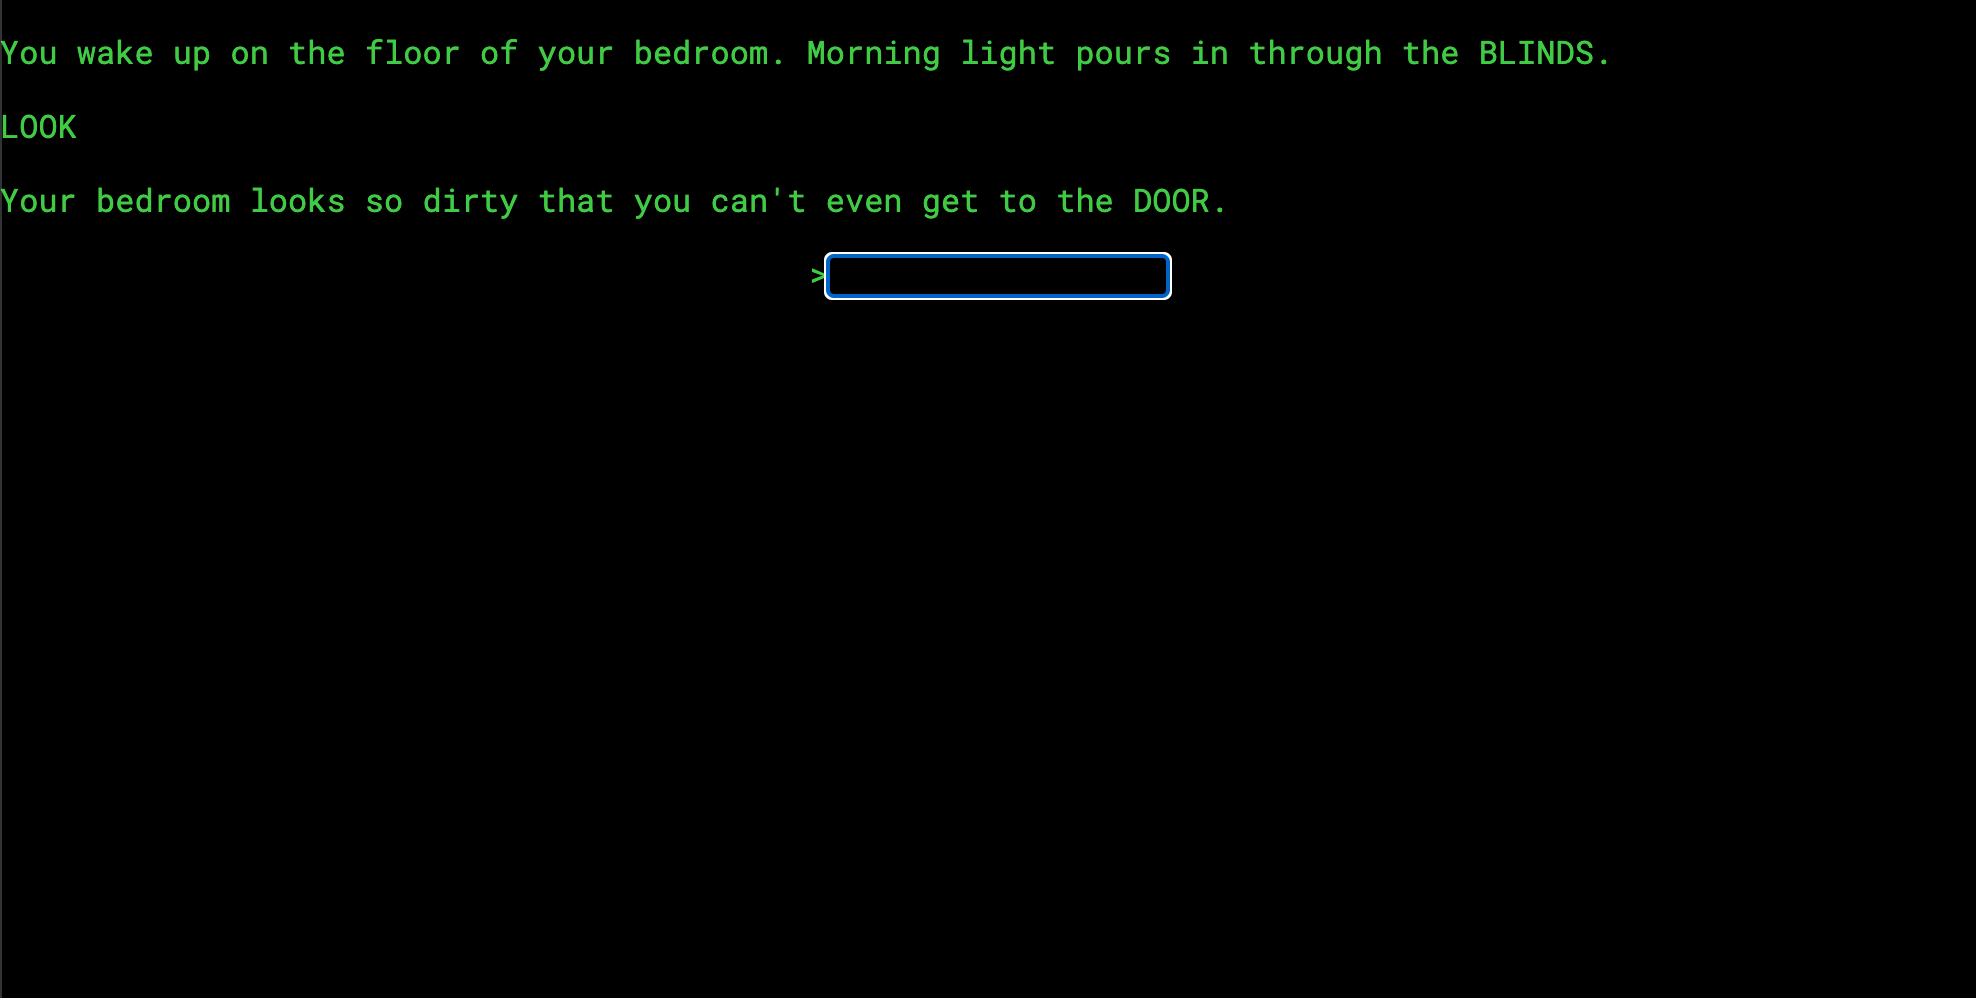 You wake up on the floor of your bedroom. Morning light pours in through the BLINDS.
LOOK
Your bedroom looks so dirty that you can't even get to the DOOR.
>